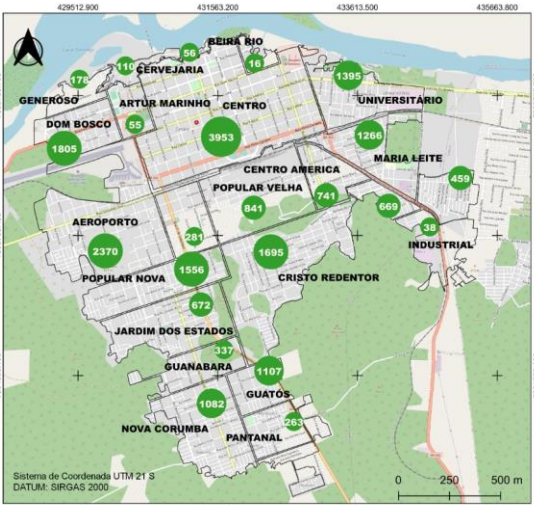 429512.900 431563.200 433613.500 435663.800
BEIRA RIO
56
110
16
CERVEJARIA
178
1395
GENEROSO
ARTUR MARINHO
CENTRO
UNIVERSITÁRIO
DOM BOSCO
55
3953
1266
1805
MARIA LEITE
CENTRO AMERICA
459
POPULAR VELHA
741
841
669
AEROPORTO
38
281
INDUSTRIAL
2370
1695
1556
POPULAR NOVA
CRISTO REDENTOR
672
JARDIM DOS ESTADOS
337
GUANABARA
1107
GUATÓS
1082
263
NOVA CORUMBA
PANTANAL
Sistema de Coordenada UTM 21 S
DATUM: SIRGAS 2000
0 250 500 m